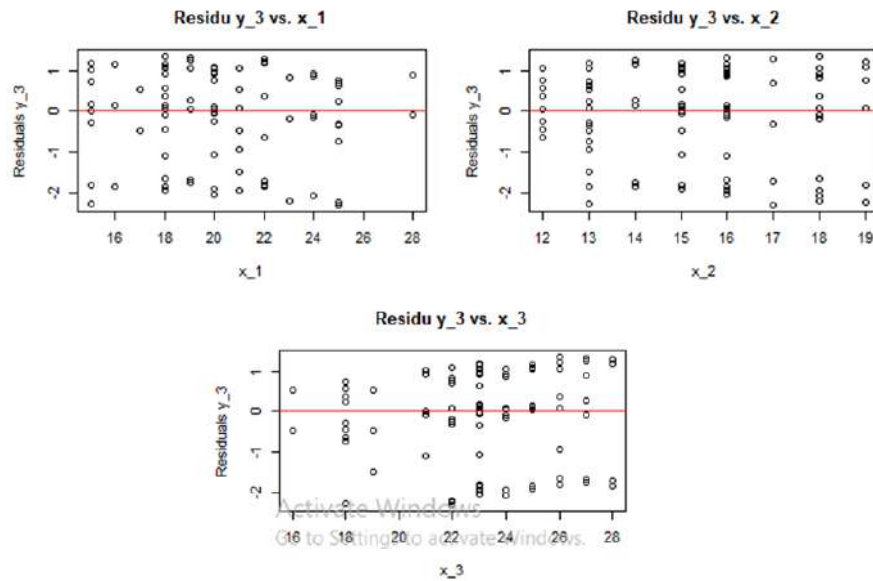 Residu y_3 vs. x_1
Residuals y_3
1
0
-1
-2
16 18 20 22 24 26 28
x_1
Residu y_3 vs. x_2
Residuals y_3
1
0
-1
-2
12 13 14 15 16 17 18 19
x_2
Residu y_3 vs. x_3
Residuals y_3
1
0
-1
-2
16 18 20 22 24 26 28
x_3
Activate Windows
Go to Settings to activate Windows.